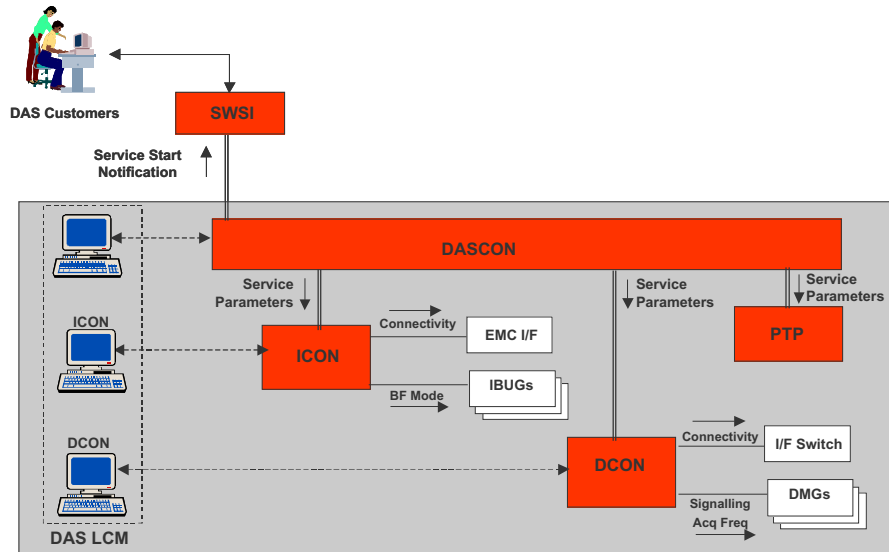 DAS Customers
SWSI
Service Start
Notification
DASCON
Service
Parameters
Service
Parameters
Service
Parameters
ICON
Connectivity
EMC I/F
ICON
PTP
BF Mode
IBUGs
DCON
Connectivity
I/F Switch
DCON
Signalling
Acq Freq
DMGs
DAS LCM